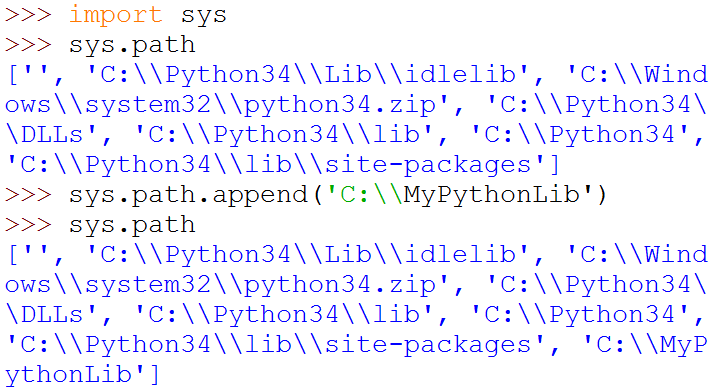 >>> import sys
>>> sys.path
['', 'C:\\Python34\\Lib\\idlelib', 'C:\\Wind
ows\\system32\\python34.zip', 'C:\\Python34\
\DLLs', 'C:\\Python34\\lib', 'C:\\Python34',
'C:\\Python34\\lib\\site-packages']
>>> sys.path.append('C:\\MyPythonLib')
>>> sys.path
['', 'C:\\Python34\\Lib\\idlelib', 'C:\\Wind
ows\\system32\\python34.zip', 'C:\\Python34\
\DLLs', 'C:\\Python34\\lib', 'C:\\Python34',
'C:\\Python34\\lib\\site-packages', 'C:\\MyP
ythonLib']